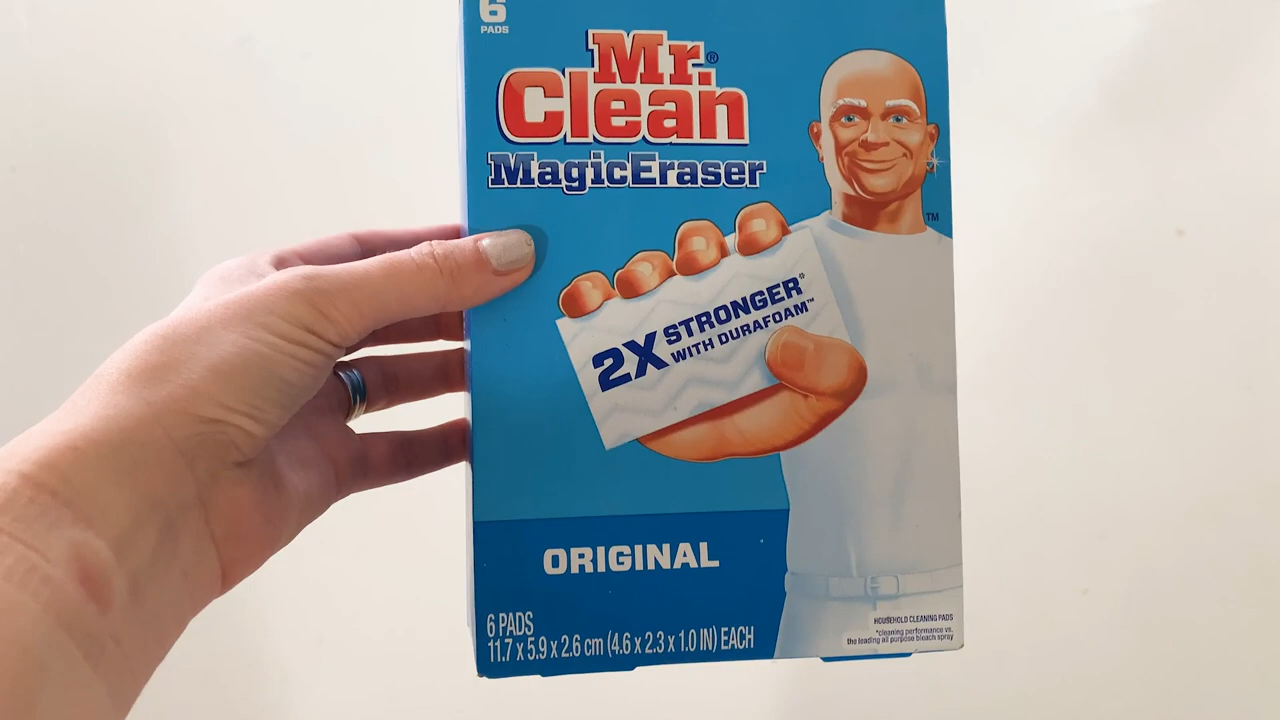 6
PADS
Mr.®
Clean
MagicEraser
TM
2X STRONGER*
WITH DURAFOAM™
ORIGINAL
6 PADS
11.7 x 5.9 x 2.6 cm (4.6 x 2.3 x 1.0 IN) EACH
HOUSEHOLD CLEANING PADS
*cleaning performance vs.
the leading all purpose bleach spray